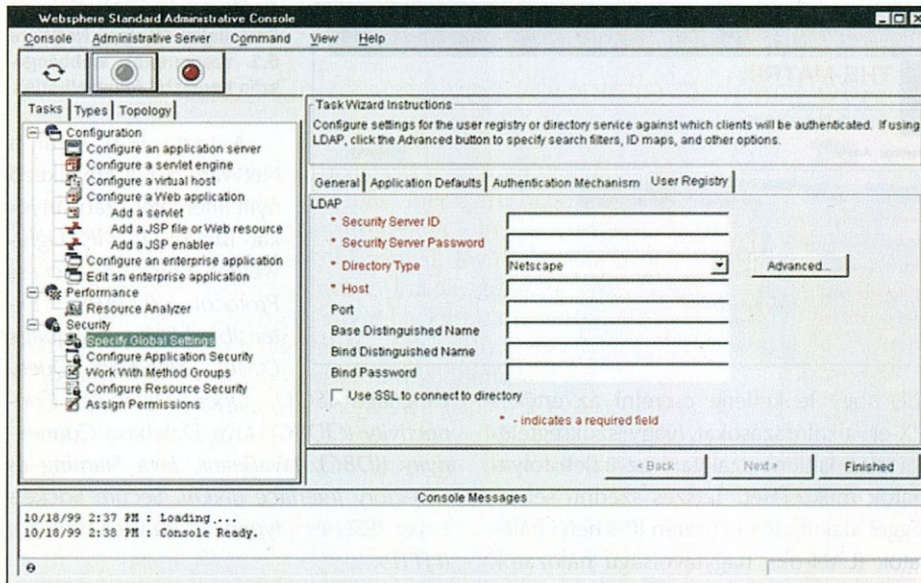 Websphere Standard Administrative Console
Console Administrative Server Command View Help
Tasks Types Topology
Configuration
Configure an application server
Configure a servlet engine
Configure a virtual host
Configure a Web application
Add a servlet
Add a JSP file or Web resource
Add a JSP enabler
Configure an enterprise application
Edit an enterprise application
Performance
Resource Analyzer
Security
Specify Global Settings
Configure Application Security
Work With Method Groups
Configure Resource Security
Assign Permissions
Task Wizard Instructions
Configure settings for the user registry or directory service against which clients will be authenticated. If using
LDAP, click the Advanced button to specify search filters, ID maps, and other options.
General Application Defaults Authentication Mechanism User Registry
LDAP
* Security Server ID
* Security Server Password
* Directory Type Netscape Advanced...
* Host
Port
Base Distinguished Name
Bind Distinguished Name
Bind Password
Use SSL to connect to directory
* indicates a required field
< Back Next > Finished
Console Messages
10/18/99 2:37 PM : Loading ...
10/18/99 2:38 PM : Console Ready.